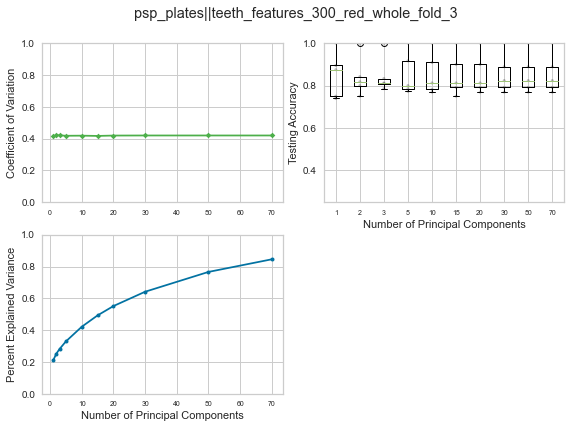 psp_plates||teeth_features_300_red_whole_fold_3
Coefficient of Variation
1.0
0.8
0.6
0.4
0.2
0.0
0 10 20 30 40 50 60 70
Testing Accuracy
1.0
0.8
0.6
0.4
1 2 3 5 10 15 20 30 50 70
Number of Principal Components
Percent Explained Variance
1.0
0.8
0.6
0.4
0.2
0.0
0 10 20 30 40 50 60 70
Number of Principal Components